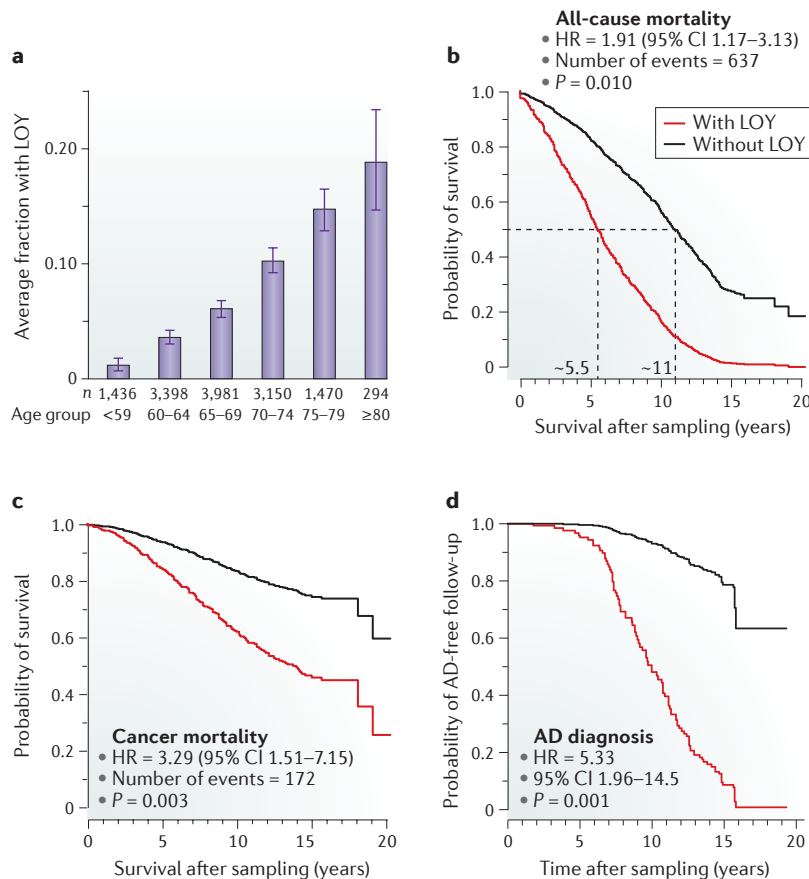 a
Average fraction with LOY
0.20
0.10
0
n 1,436 3,398 3,981 3,150 1,470 294
Age group <59 60–64 65–69 70–74 75–79 ≥80
b
All-cause mortality
• HR = 1.91 (95% CI 1.17–3.13)
• Number of events = 637
• P = 0.010
With LOY
Without LOY
Probability of survival
1.0
0.8
0.6
0.4
0.2
0
~5.5 ~11
0 5 10 15 20
Survival after sampling (years)
c
Probability of survival
1.0
0.8
0.6
0.4
0.2
0
Cancer mortality
• HR = 3.29 (95% CI 1.51–7.15)
• Number of events = 172
• P = 0.003
0 5 10 15 20
Survival after sampling (years)
d
Probability of AD-free follow-up
1.0
0.8
0.6
0.4
0.2
0
AD diagnosis
• HR = 5.33
• 95% CI 1.96–14.5
• P = 0.001
0 5 10 15 20
Time after sampling (years)